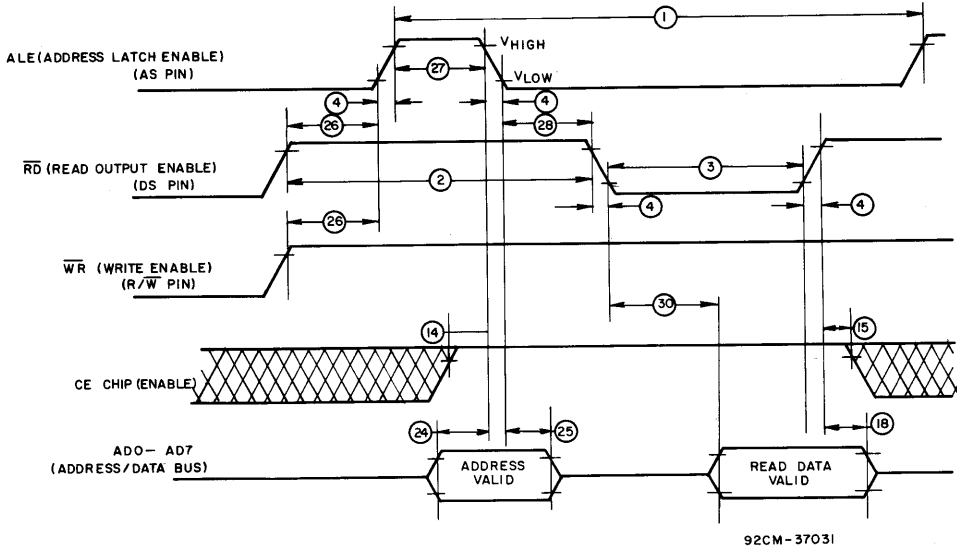 1
ALE (ADDRESS LATCH ENABLE)
(AS PIN)
VHIGH
27
VLOW
4
4
26
28
RD (READ OUTPUT ENABLE)
(DS PIN)
3
2
4
4
26
WR (WRITE ENABLE)
(R/W PIN)
30
14
15
CE CHIP (ENABLE)
24
25
18
AD0- AD7
(ADDRESS/DATA BUS)
ADDRESS
VALID
READ DATA
VALID
92CM-37031